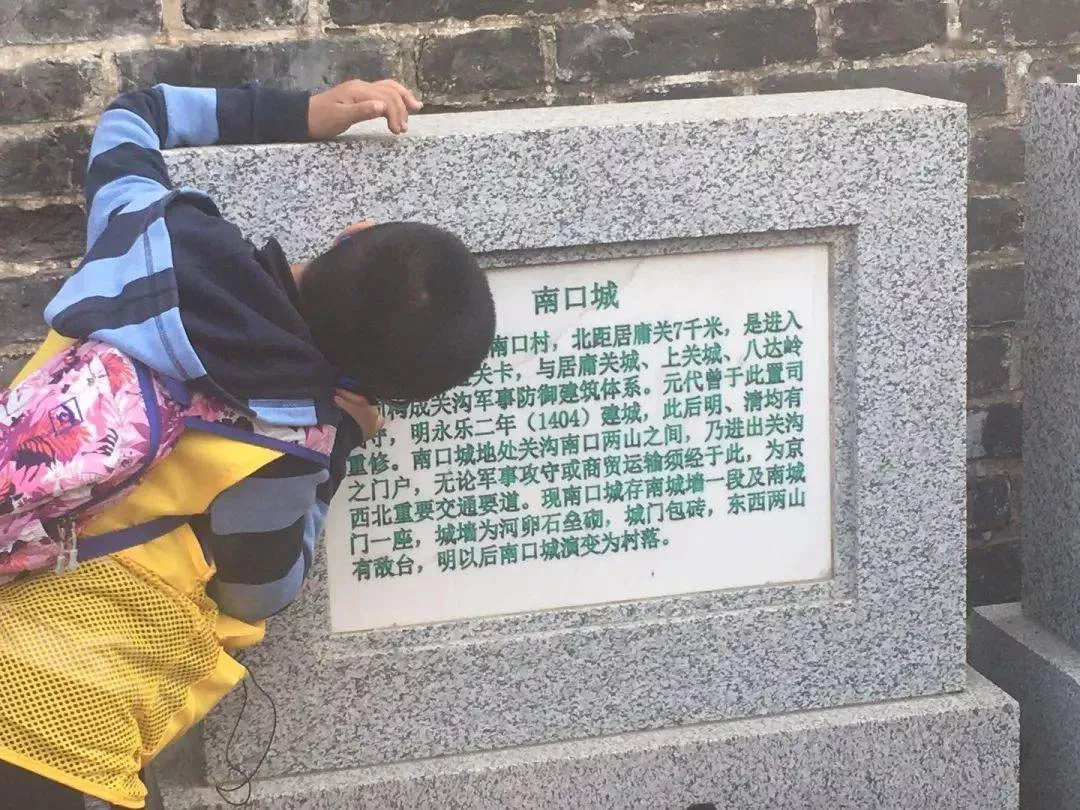 南口城
南口村，北距居庸关7千米，是进入
关卡，与居庸关城、上关城、八达岭
构成关沟军事防御建筑体系。元代曾于此置司
守，明永乐二年（1404）建城，此后明、清均有
重修。南口城地处关沟南口两山之间，乃进出关沟
之门户，无论军事攻守或商贸运输须经于此，为京
西北重要交通要道。现南口城存南城墙一段及南城
门一座，城墙为河卵石垒砌，城门包砖，东西两山
有敌台，明以后南口城演变为村落。